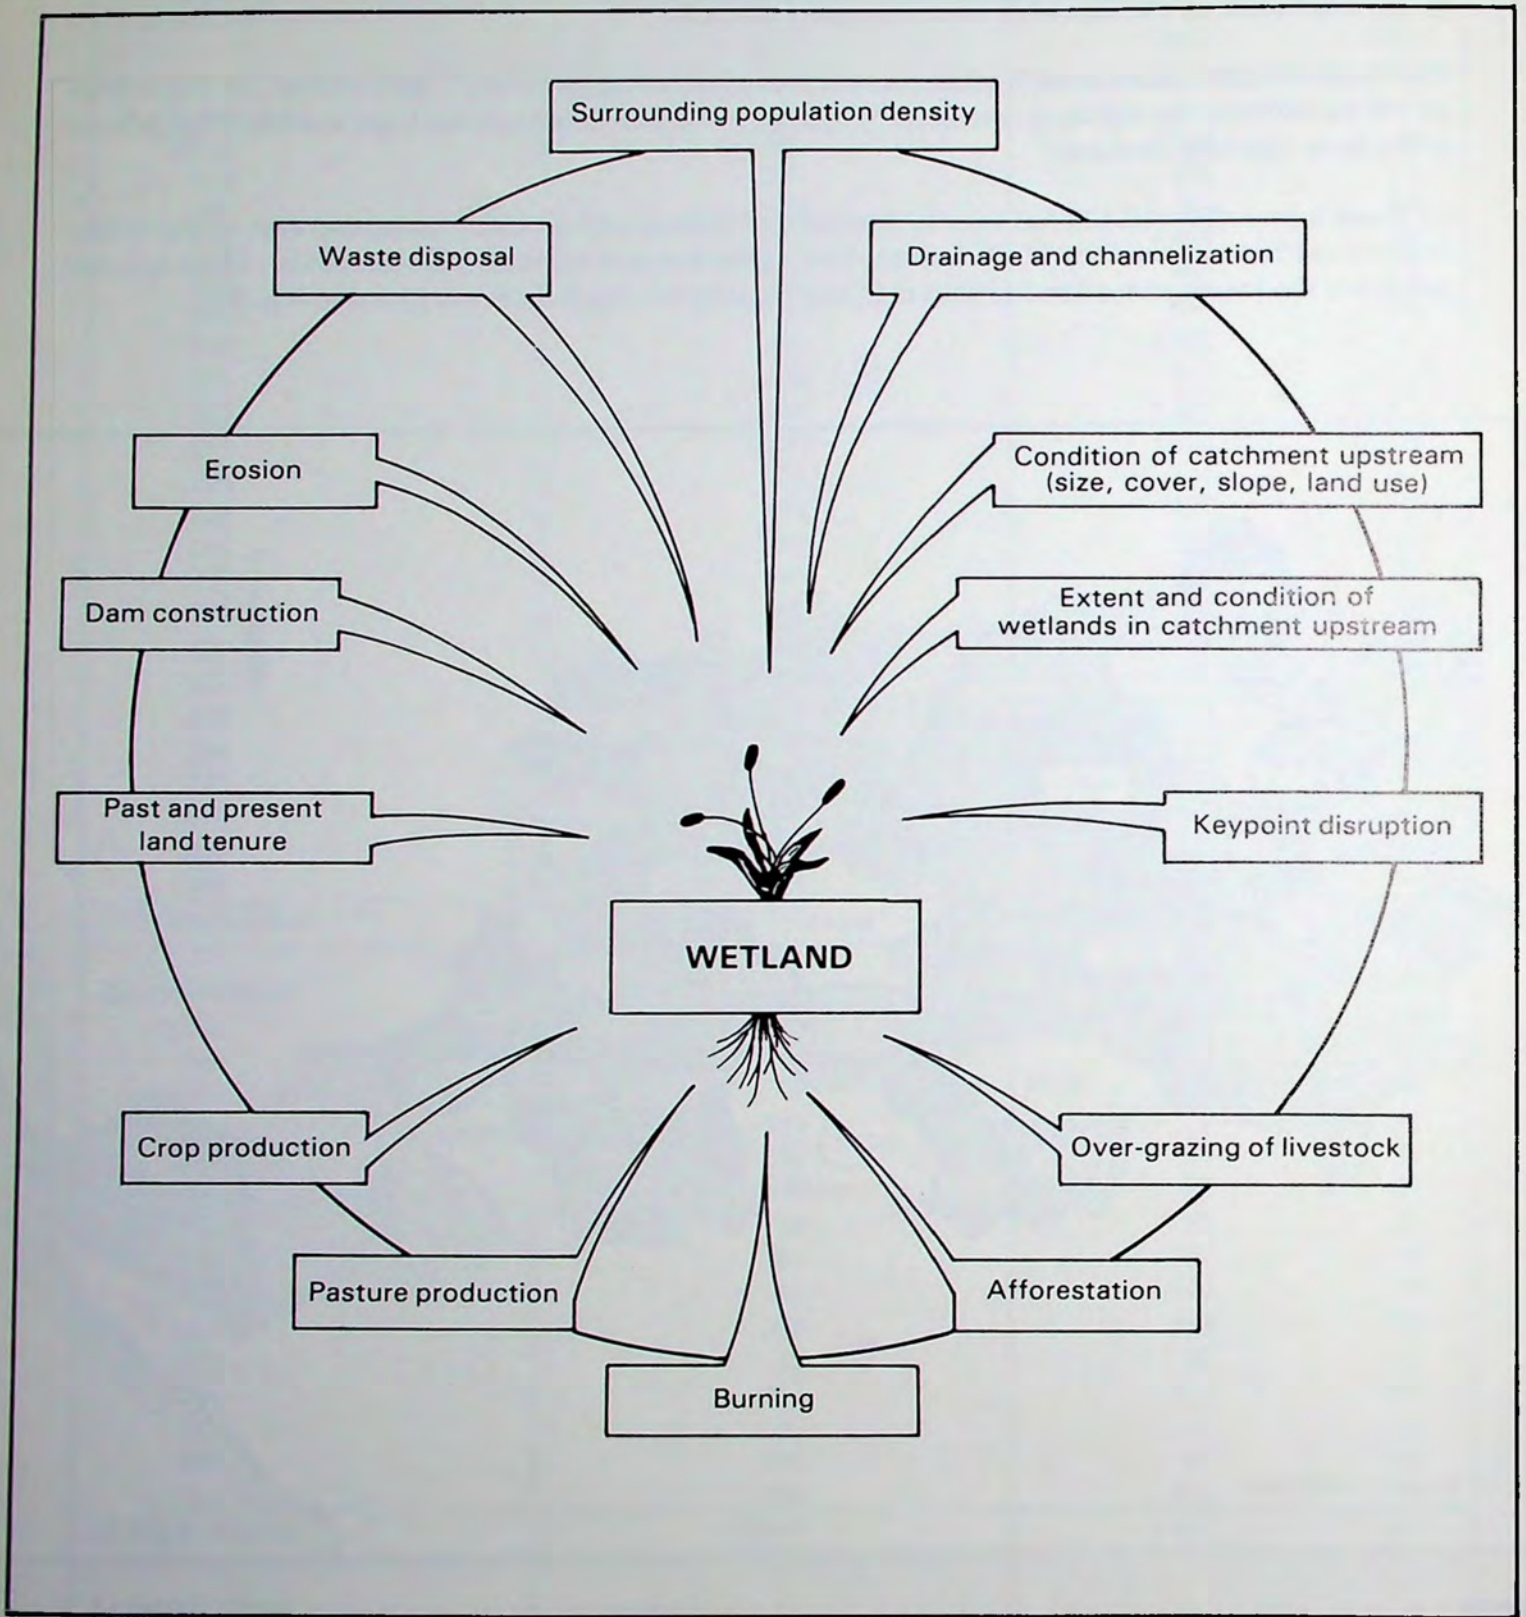 Surrounding population density
Waste disposal
Drainage and channelization
Erosion
Condition of catchment upstream
(size, cover, slope, land use)
Dam construction
Extent and condition of
wetlands in catchment upstream
Past and present
land tenure
Keypoint disruption
WETLAND
Crop production
Over-grazing of livestock
Pasture production
Afforestation
Burning